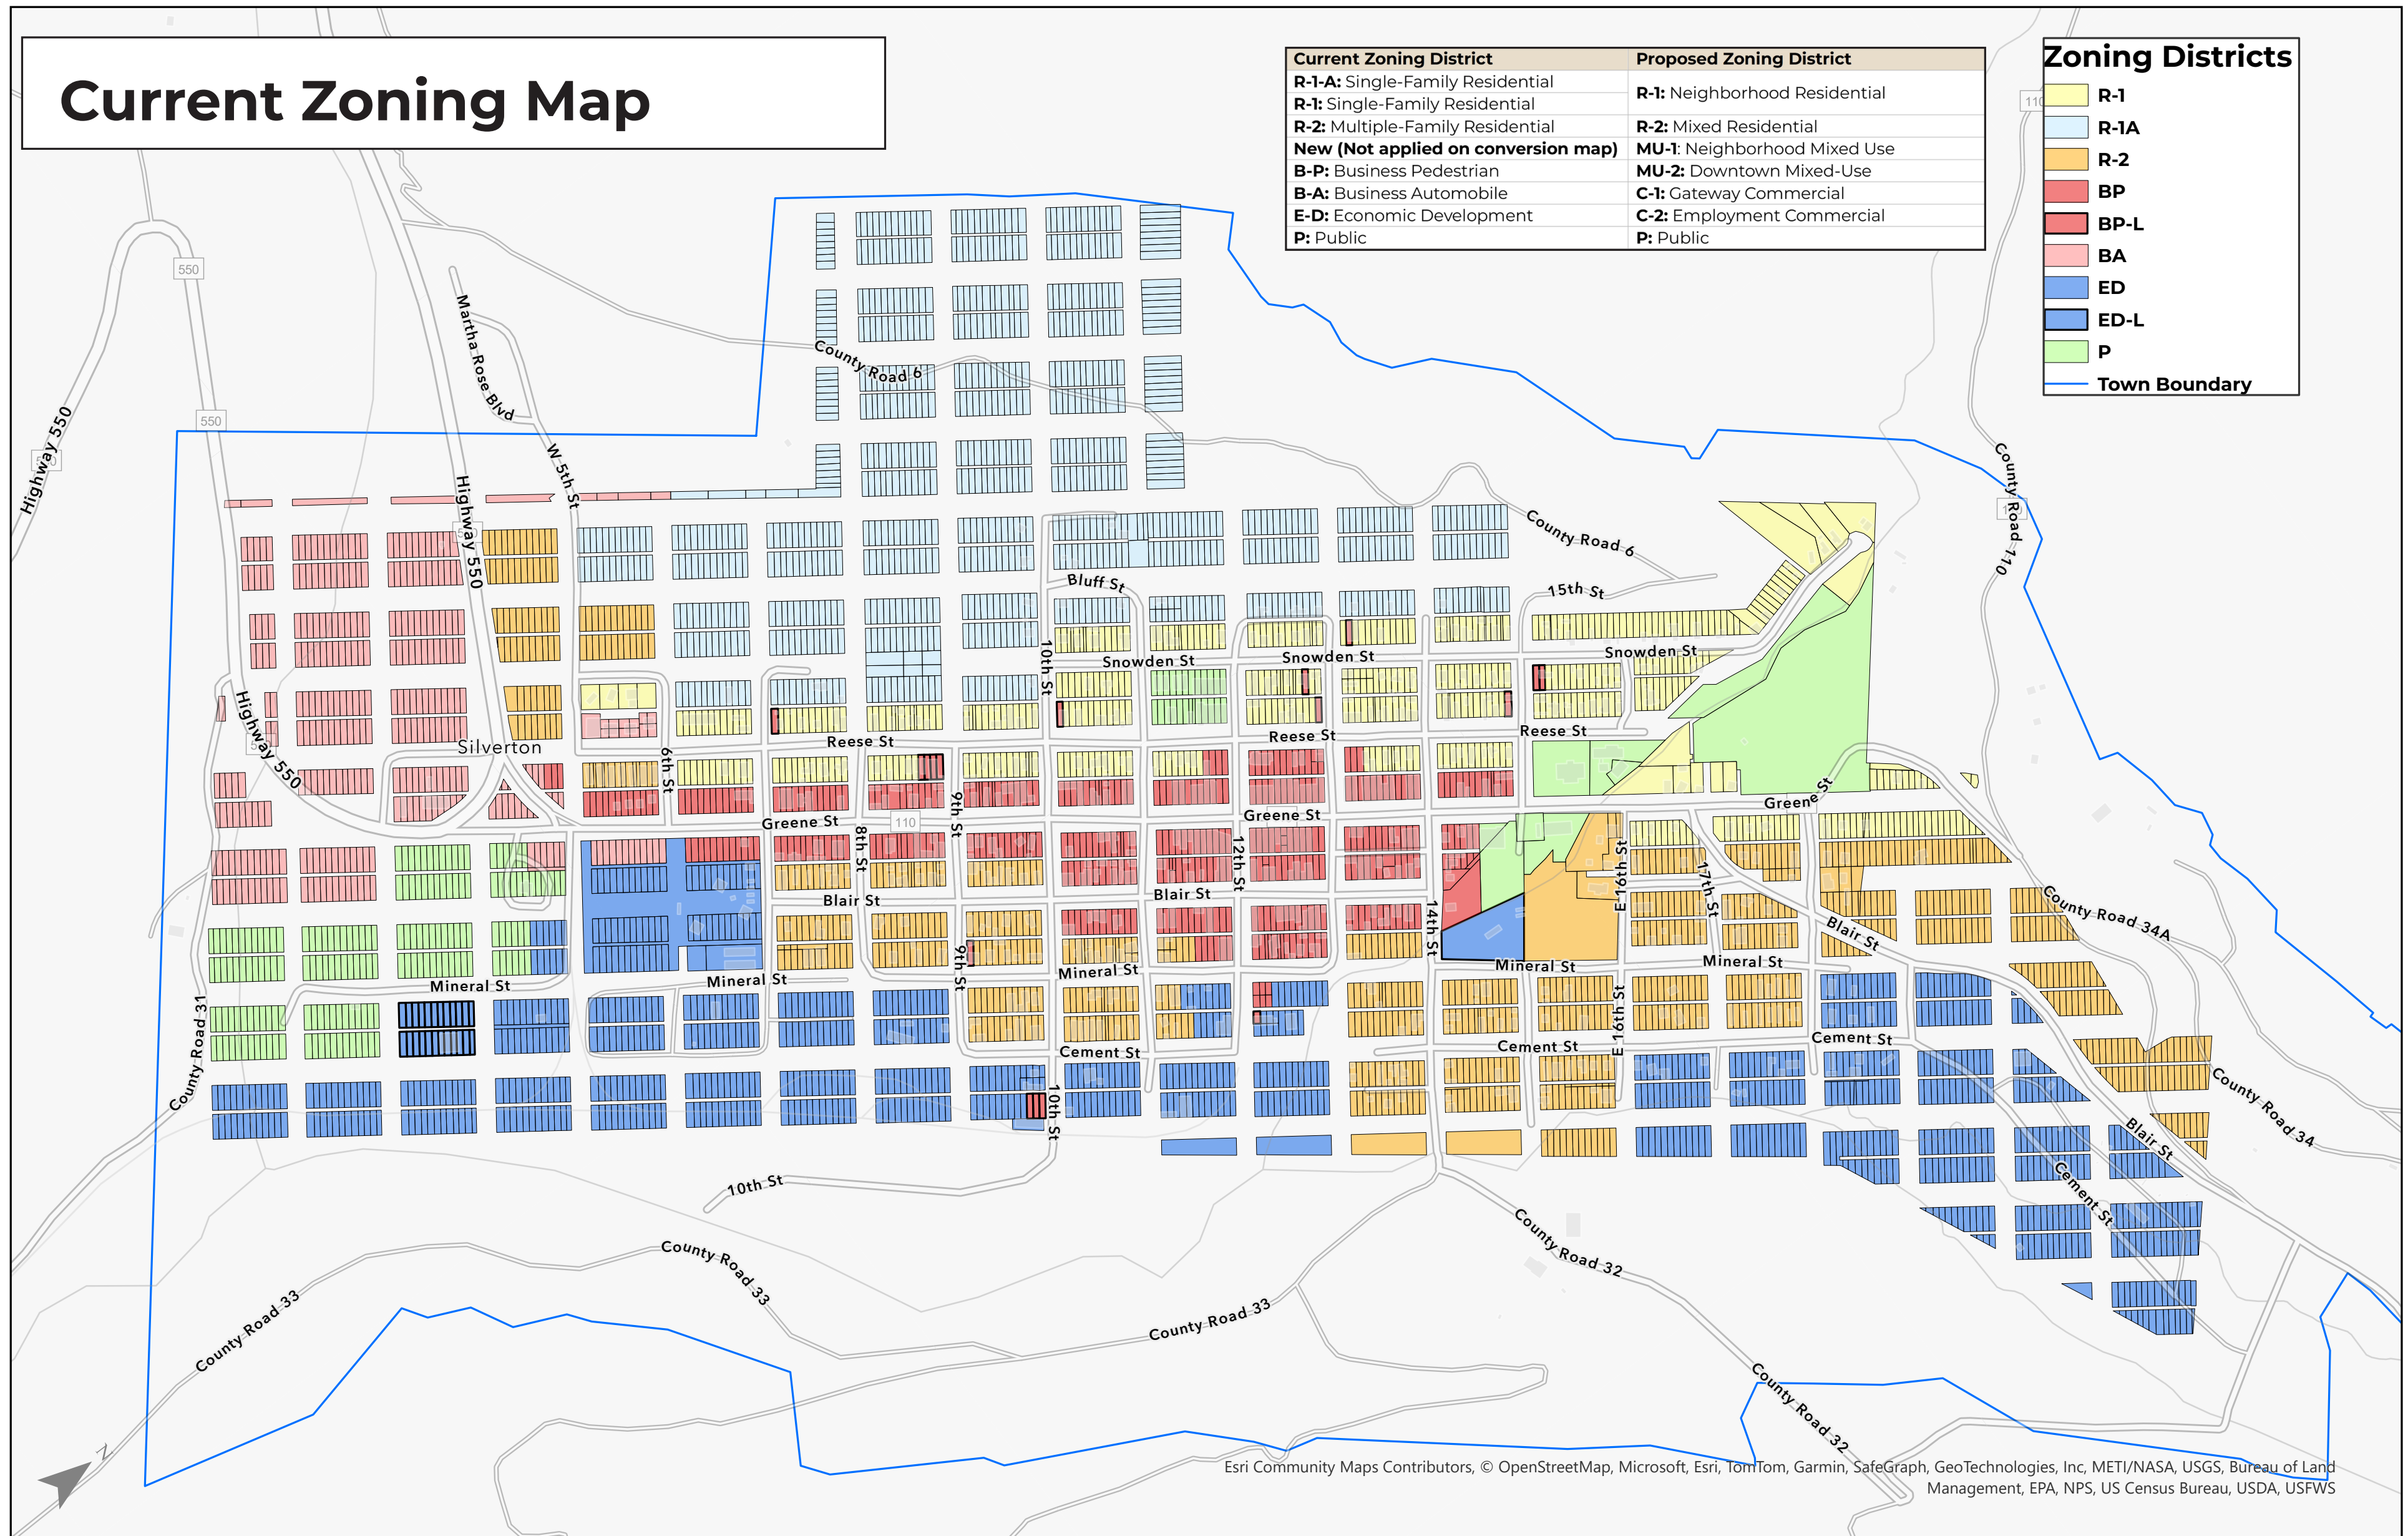 Current Zoning Map
Current Zoning District Proposed Zoning District
R-1-A: Single-Family Residential
R-1: Single-Family Residential
R-1: Neighborhood Residential
R-2: Multiple-Family Residential R-2: Mixed Residential
New (Not applied on conversion map) MU-1: Neighborhood Mixed Use
B-P: Business Pedestrian MU-2: Downtown Mixed-Use
B-A: Business Automobile C-1: Gateway Commercial
E-D: Economic Development C-2: Employment Commercial
P: Public P: Public
Zoning Districts
R-1
R-1A
R-2
BP
BP-L
BA
ED
ED-L
P
Town Boundary
110
550
550
Highway 550
Martha Rose Blvd
W 5th St
Highway 550
County Road 6
County Road 6
County Road 110
Bluff St
15th St
10th St
Snowden St
Snowden St
Snowden St
Highway 550
Silverton
6th St
Reese St
Reese St
Reese St
9th St
Greene St
110
8th St
Greene St
Greene St
12th St
E 16th St
17th St
Blair St
Blair St
14th St
Blair St
County Road 34A
9th St
Mineral St
Mineral St
Mineral St
Mineral St
Mineral St
County Road 31
E 16th St
Cement St
Cement St
Cement St
10th St
County Road 34
Blair St
Cement St
10th St
County Road 32
County Road 33
County Road 33
County Road 33
County Road 32
N
Esri Community Maps Contributors, © OpenStreetMap, Microsoft, Esri, TomTom, Garmin, SafeGraph, GeoTechnologies, Inc, METI/NASA, USGS, Bureau of Land
Management, EPA, NPS, US Census Bureau, USDA, USFWS